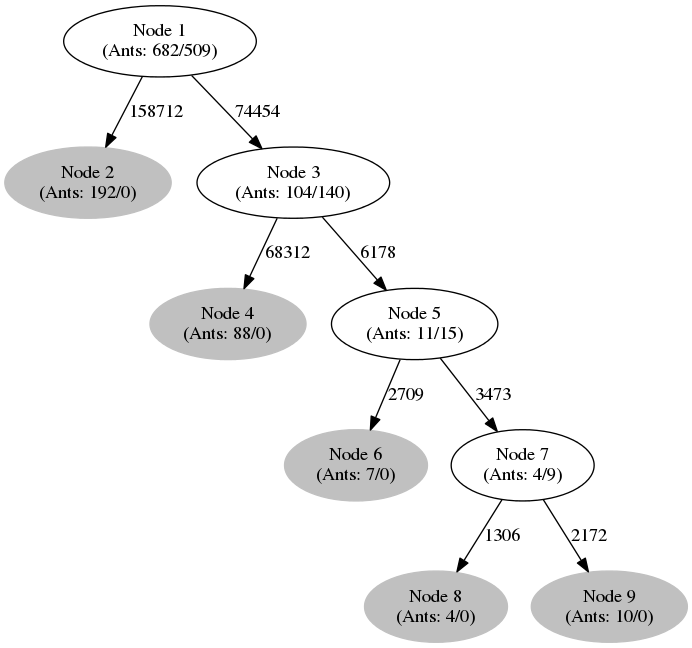 Node 1
(Ants: 682/509)
158712
74454
Node 2
(Ants: 192/0)
Node 3
(Ants: 104/140)
68312
6178
Node 4
(Ants: 88/0)
Node 5
(Ants: 11/15)
2709
3473
Node 6
(Ants: 7/0)
Node 7
(Ants: 4/9)
1306
2172
Node 8
(Ants: 4/0)
Node 9
(Ants: 10/0)